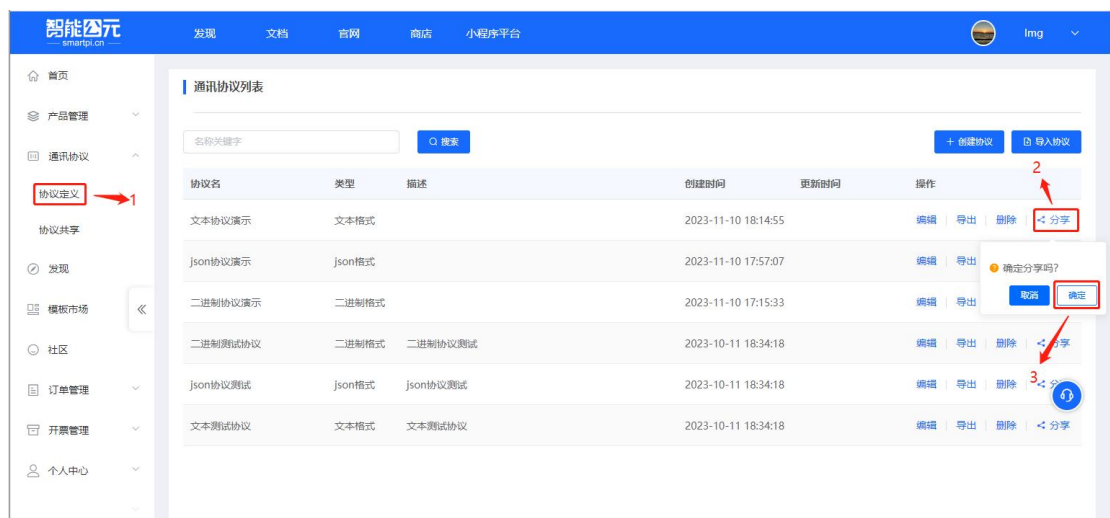 智能公元
smartpi.cn
发现 文档 官网 商店 小程序平台 lmg
首页
产品管理
通讯协议
协议定义 1
协议共享
发现
模板市场
社区
订单管理
开票管理
个人中心
通讯协议列表
名称关键字 搜索 + 创建协议 导入协议
协议名 类型 描述 创建时间 更新时间 操作 2
文本协议演示 文本格式 2023-11-10 18:14:55 编辑 导出 删除 分享
json协议演示 json格式 2023-11-10 17:57:07 编辑 导出
确定分享吗?
取消 确定
二进制协议演示 二进制格式 2023-11-10 17:15:33 编辑 导出
二进制测试协议 二进制格式 二进制协议测试 2023-10-11 18:34:18 编辑 导出 删除 分享
json协议测试 json格式 json协议测试 2023-10-11 18:34:18 编辑 导出 删除 3
文本测试协议 文本格式 文本测试协议 2023-10-11 18:34:18 编辑 导出 删除 分享